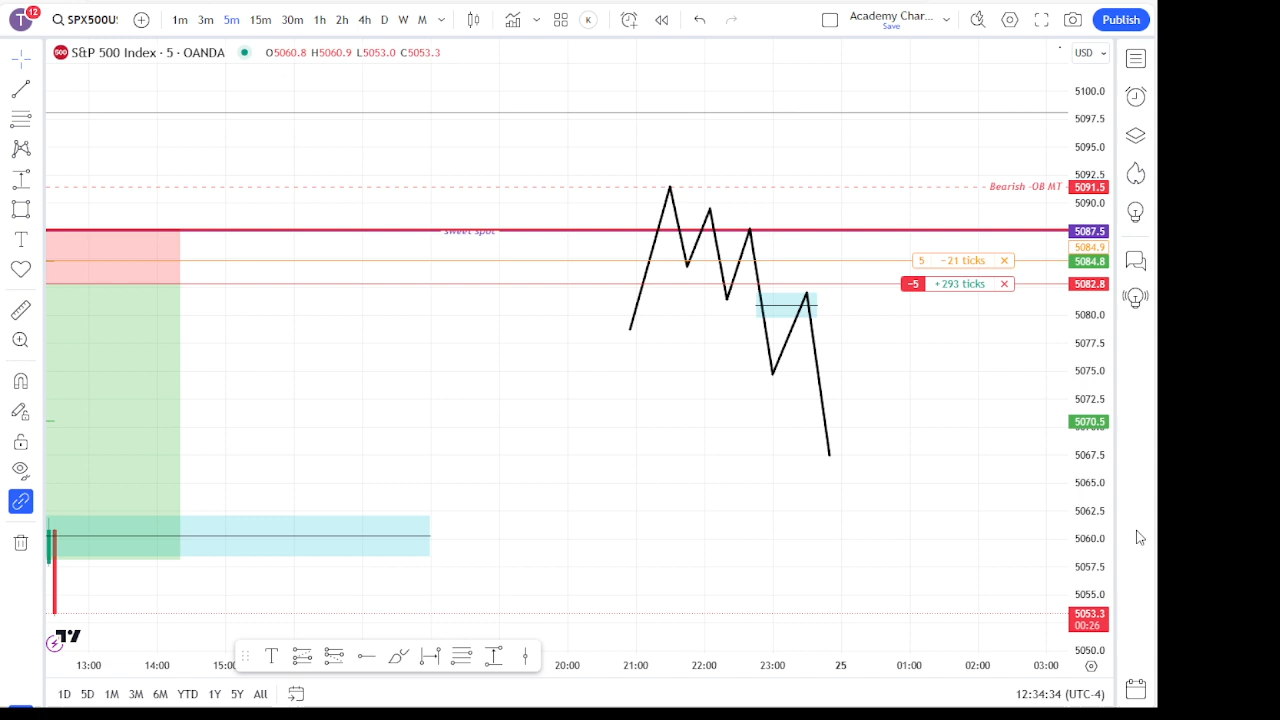 T 12 SPX500U 1m 3m 5m 15m 30m 1h 2h 4h D W M K Academy Char... Save Publish
500 S&P 500 Index · 5 · OANDA O5060.8 H5060.9 L5053.0 C5053.3 USD
5100.0
5097.5
5095.0
5092.5
Bearish -OB MT 5091.5
5090.0
sweet spot 5087.5
5084.9
5 −21 ticks × 5084.8
−5 +293 ticks × 5082.8
5080.0
5077.5
5075.0
5072.5
5070.5
5067.5
5065.0
5062.5
5060.0
5057.5
5055.0
5053.3
00:26
5050.0
13:00 14:00 15:0 20:00 21:00 22:00 23:00 25 01:00 02:00 03:00
1D 5D 1M 3M 6M YTD 1Y 5Y All 12:34:34 (UTC-4)